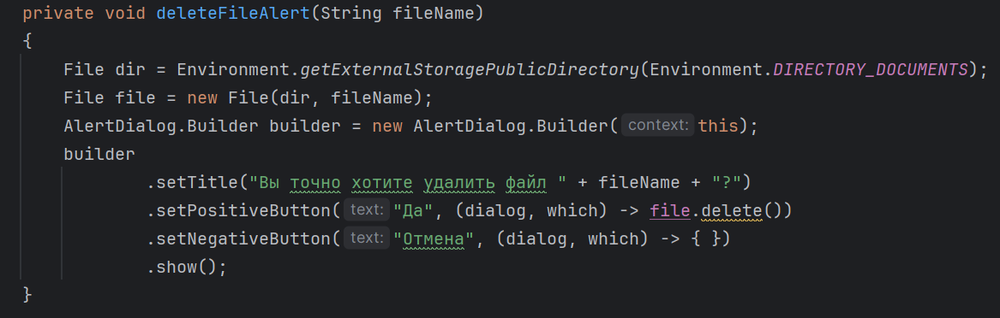 private void deleteFileAlert(String fileName)
{
File dir = Environment.getExternalStoragePublicDirectory(Environment.DIRECTORY_DOCUMENTS);
File file = new File(dir, fileName);
AlertDialog.Builder builder = new AlertDialog.Builder( context: this);
builder
.setTitle("Вы точно хотите удалить файл " + fileName + "?")
.setPositiveButton( text: "Да", (dialog, which) -> file.delete())
.setNegativeButton( text: "Отмена", (dialog, which) -> { })
.show();
}